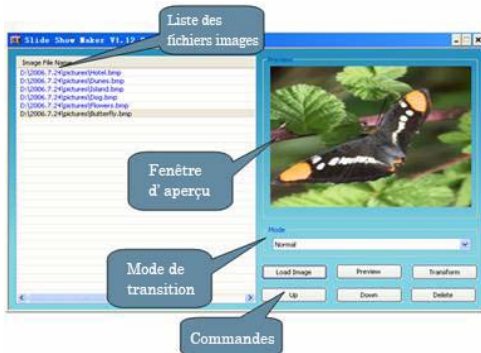 Liste des
fichiers images
Slide Show Maker V1.12
Image File Name
D:\2006.7.24\pictures\Hotel.bmp
D:\2006.7.24\pictures\Dunes.bmp
D:\2006.7.24\pictures\Island.bmp
D:\2006.7.24\pictures\Dog.bmp
D:\2006.7.24\pictures\Flowers.bmp
D:\2006.7.24\pictures\Butterfly.bmp
Preview
Fenêtre
d'aperçu
Mode
Normal
Mode de
transition
Load Image
Preview
Transform
Up
Down
Delete
Commandes